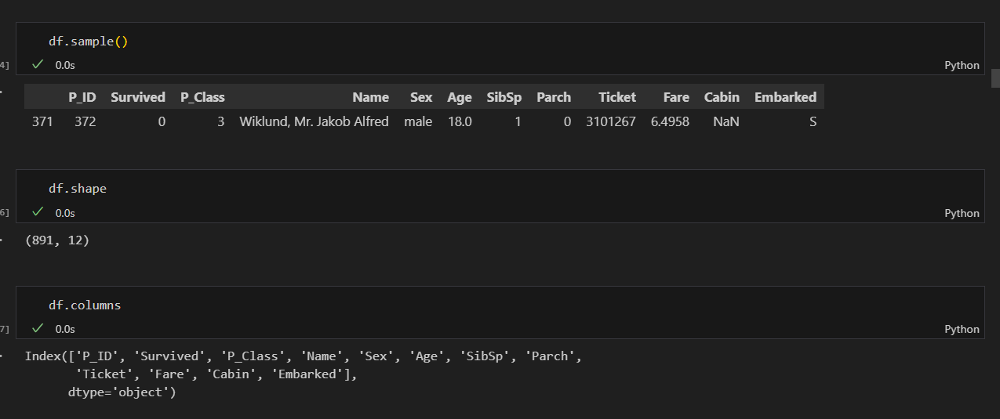 df.sample()
4]
0.0s
Python
P_ID Survived P_Class Name Sex Age SibSp Parch Ticket Fare Cabin Embarked
371 372 0 3 Wiklund, Mr. Jakob Alfred male 18.0 1 0 3101267 6.4958 NaN S
df.shape
6]
0.0s
Python
(891, 12)
df.columns
7]
0.0s
Python
Index(['P_ID', 'Survived', 'P_Class', 'Name', 'Sex', 'Age', 'SibSp', 'Parch',
'Ticket', 'Fare', 'Cabin', 'Embarked'],
dtype='object')